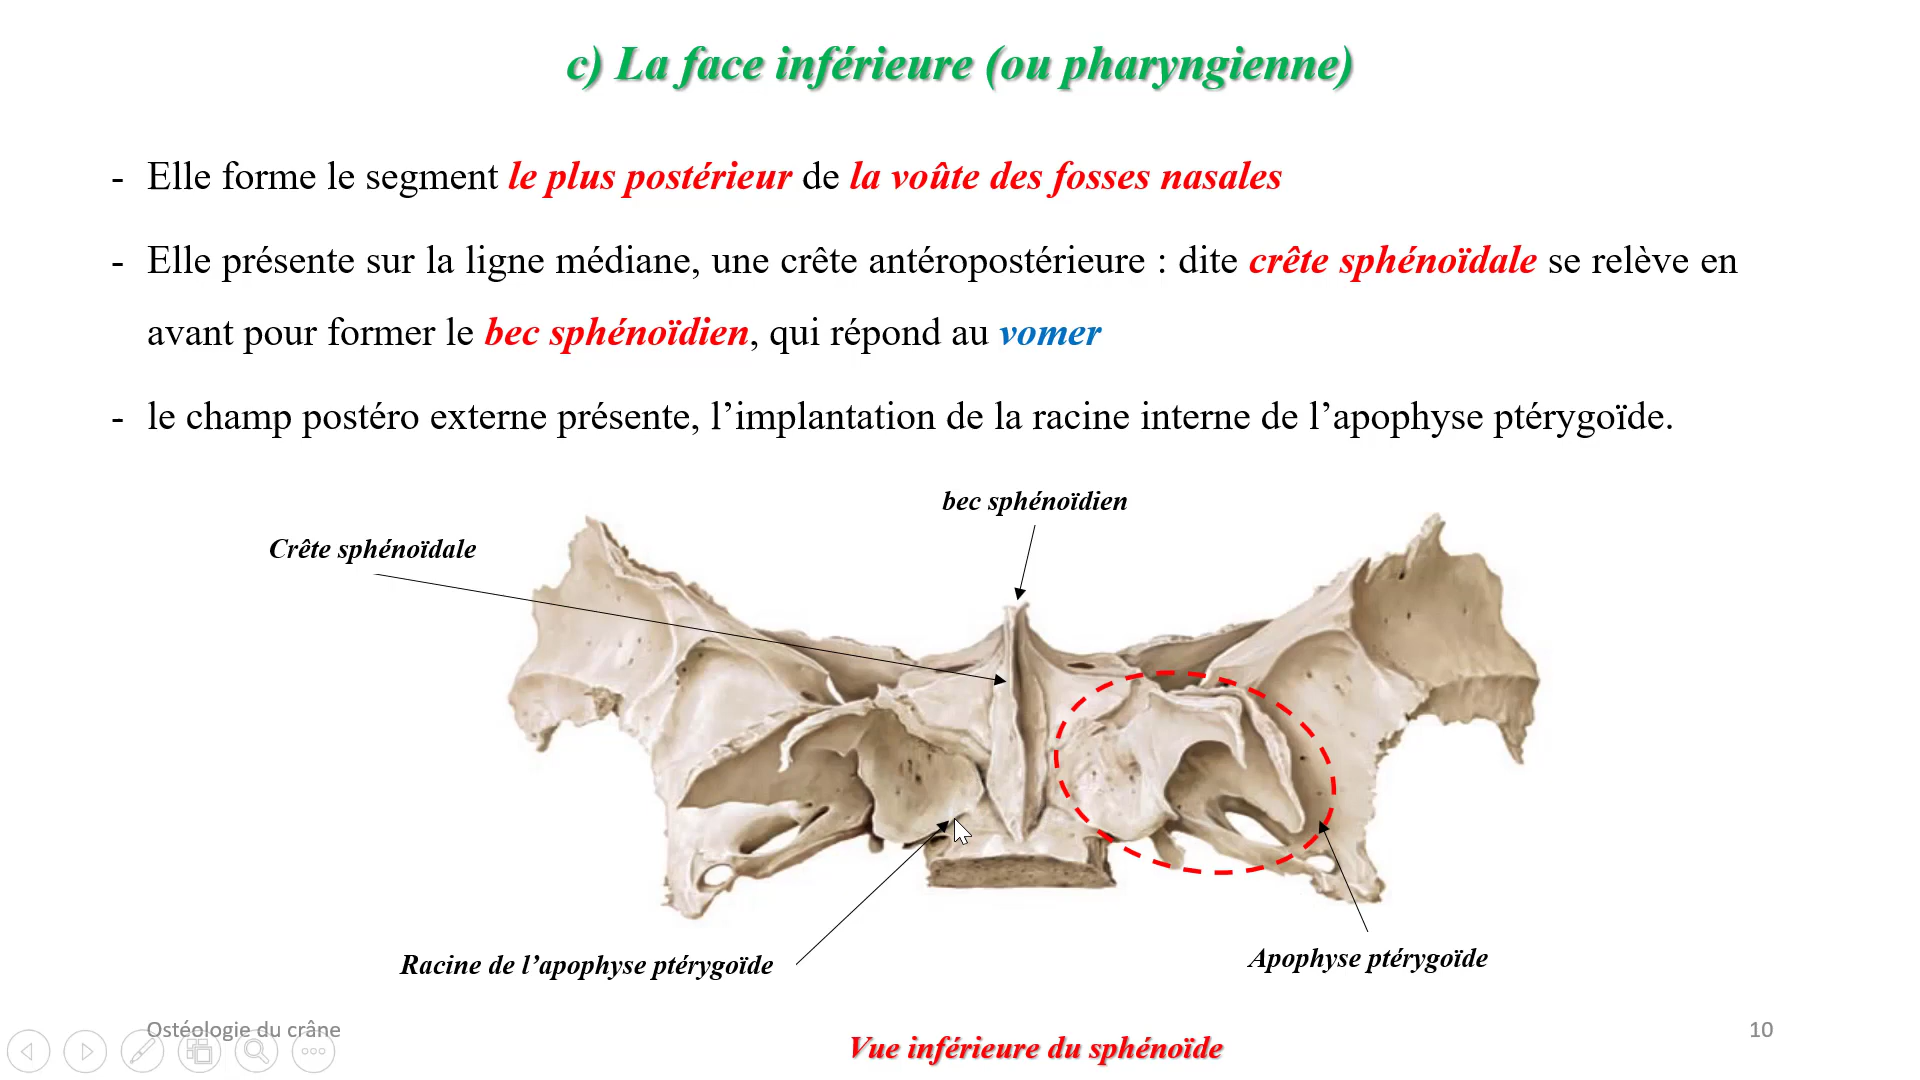 c) La face inférieure (ou pharyngienne)
- Elle forme le segment le plus postérieur de la voûte des fosses nasales
- Elle présente sur la ligne médiane, une crête antéropostérieure : dite crête sphénoïdale se relève en
avant pour former le bec sphénoïdien, qui répond au vomer
- le champ postéro externe présente, l’implantation de la racine interne de l’apophyse ptérygoïde.
bec sphénoïdien
Crête sphénoïdale
Racine de l’apophyse ptérygoïde
Apophyse ptérygoïde
Ostéologie du crâne
10
Vue inférieure du sphénoïde